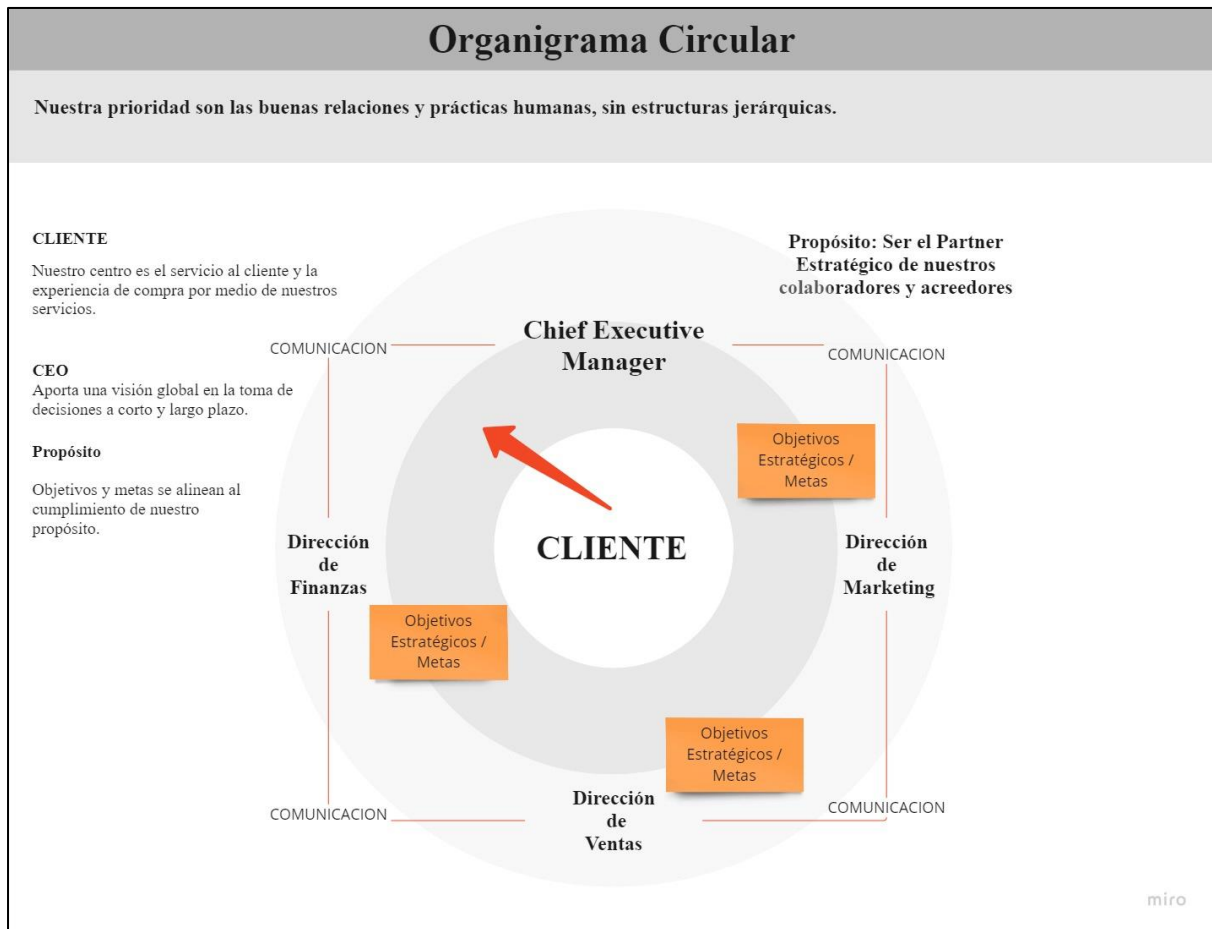 Organigrama Circular
Nuestra prioridad son las buenas relaciones y prácticas humanas, sin estructuras jerárquicas.
CLIENTE
Nuestro centro es el servicio al cliente y la
experiencia de compra por medio de nuestros
servicios.
CEO
Aporta una visión global en la toma de
decisiones a corto y largo plazo.
Propósito
Objetivos y metas se alinean al
cumplimiento de nuestro
propósito.
Propósito: Ser el Partner
Estratégico de nuestros
colaboradores y acreedores
COMUNICACION
Chief Executive
Manager
COMUNICACION
Objetivos
Estratégicos /
Metas
CLIENTE
Dirección
de
Finanzas
Dirección
de
Marketing
Objetivos
Estratégicos /
Metas
Objetivos
Estratégicos /
Metas
COMUNICACION
Dirección
de
Ventas
COMUNICACION
miro